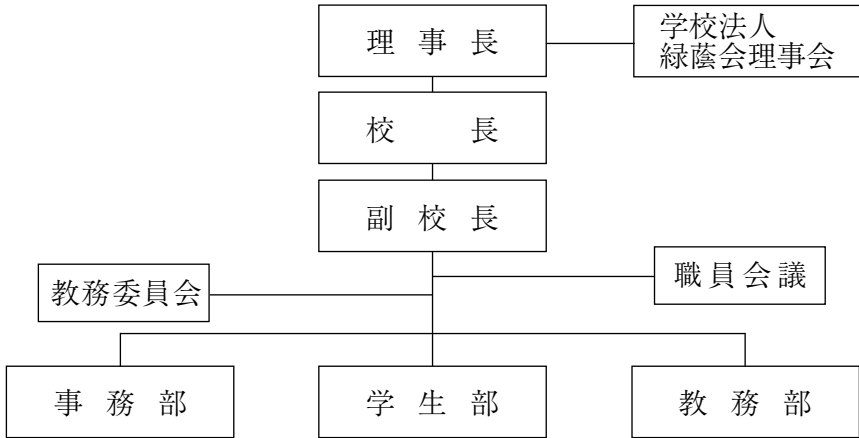 理事長
学校法人
緑蔭会理事会
校長
副校長
職員会議
教務委員会
事務部
学生部
教務部